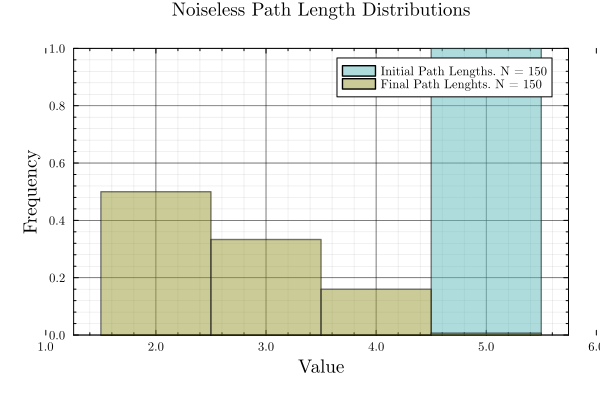 Noiseless Path Length Distributions
1.0
0.8
0.6
0.4
0.2
0.0
Frequency
Initial Path Lengths. N = 150
Final Path Lenghts. N = 150
1.0 2.0 3.0 4.0 5.0 6.0
Value